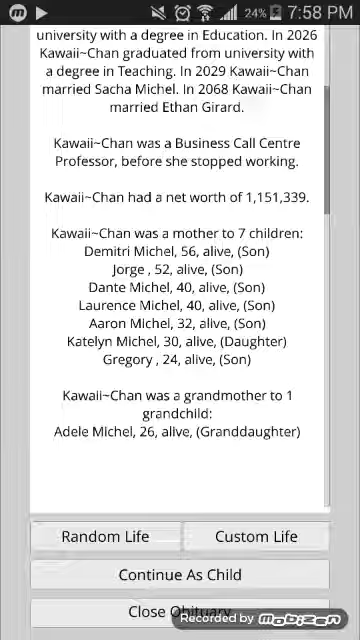 24% 7:58 PM
university with a degree in Education. In 2026
Kawaii~Chan graduated from university with
a degree in Teaching. In 2029 Kawaii~Chan
married Sacha Michel. In 2068 Kawaii~Chan
married Ethan Girard.
Kawaii~Chan was a Business Call Centre
Professor, before she stopped working.
Kawaii~Chan had a net worth of 1,151,339.
Kawaii~Chan was a mother to 7 children:
Demitri Michel, 56, alive, (Son)
Jorge , 52, alive, (Son)
Dante Michel, 40, alive, (Son)
Laurence Michel, 40, alive, (Son)
Aaron Michel, 32, alive, (Son)
Katelyn Michel, 30, alive, (Daughter)
Gregory , 24, alive, (Son)
Kawaii~Chan was a grandmother to 1
grandchild:
Adele Michel, 26, alive, (Granddaughter)
Random Life
Custom Life
Continue As Child
Close Obituary
Recorded by mobizen